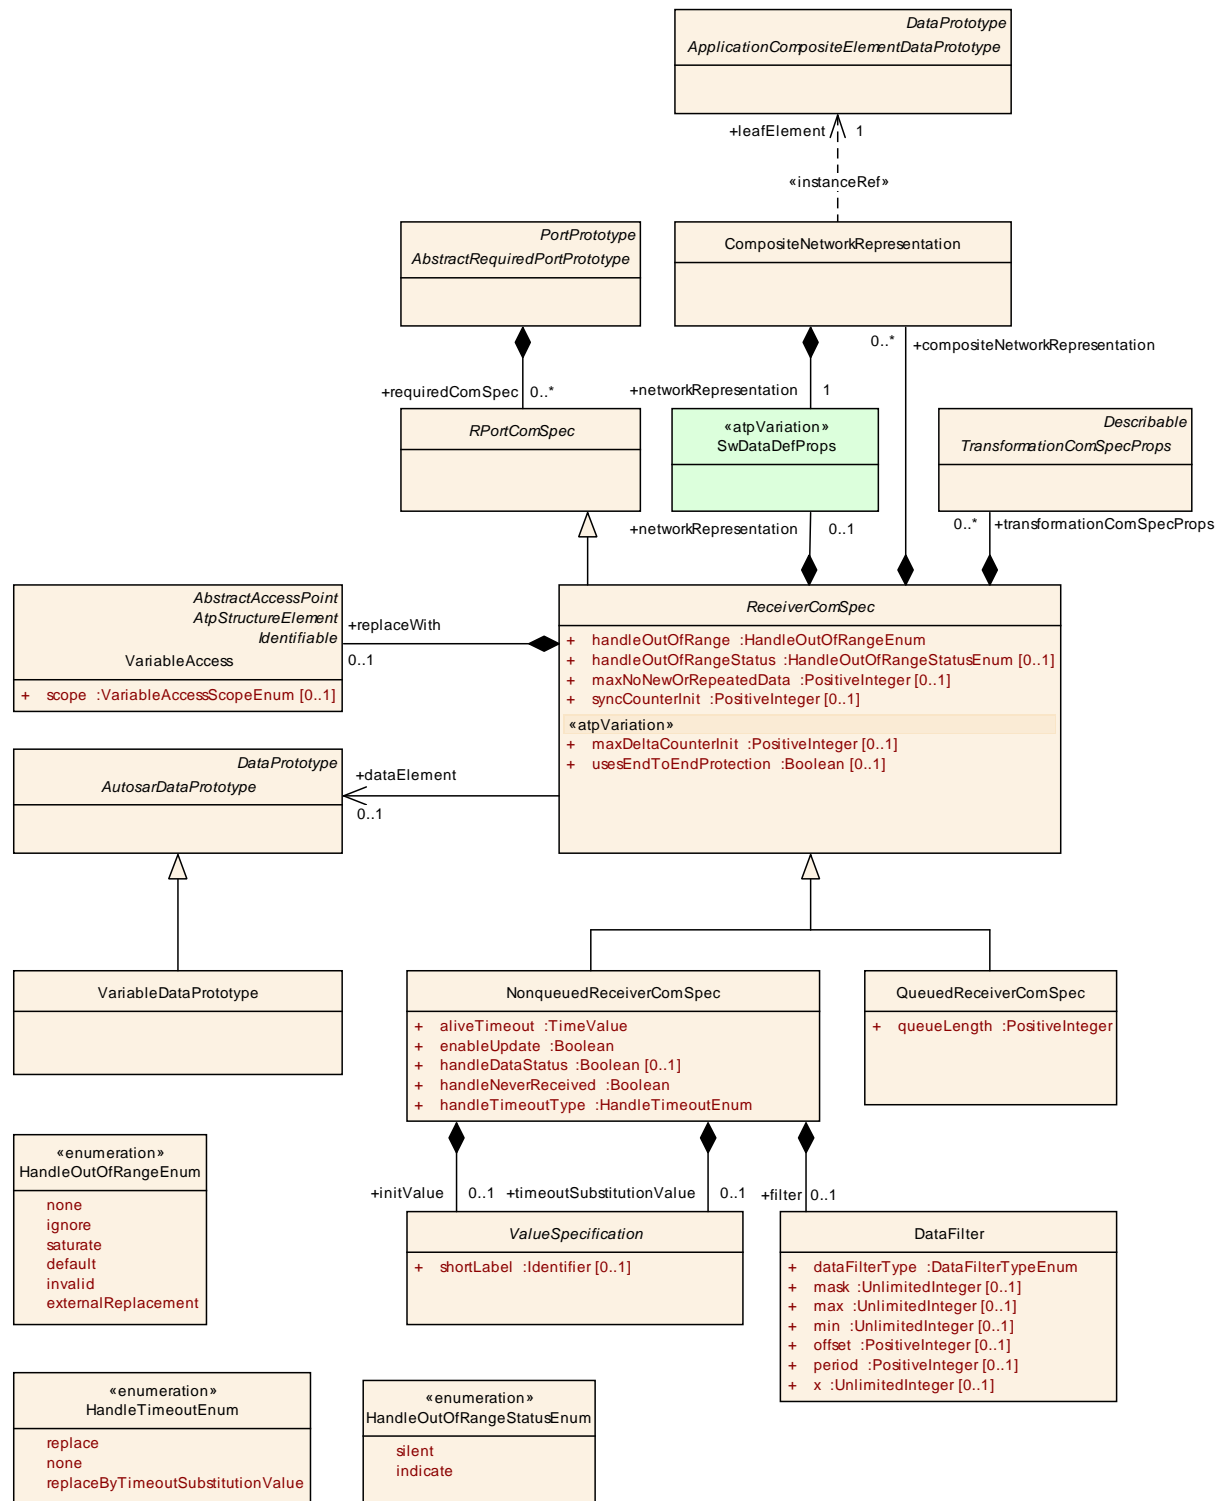 DataPrototype
ApplicationCompositeElementDataPrototype
+leafElement 1
«instanceRef»
PortPrototype
AbstractRequiredPortPrototype
CompositeNetworkRepresentation
0..* +compositeNetworkRepresentation
+requiredComSpec 0..*
+networkRepresentation 1
RPortComSpec
«atpVariation»
SwDataDefProps
Describable
TransformationComSpecProps
+networkRepresentation 0..1
0..* +transformationComSpecProps
AbstractAccessPoint
AtpStructureElement
Identifiable
VariableAccess
+ scope :VariableAccessScopeEnum [0..1]
+replaceWith
0..1
ReceiverComSpec
+ handleOutOfRange :HandleOutOfRangeEnum
+ handleOutOfRangeStatus :HandleOutOfRangeStatusEnum [0..1]
+ maxNoNewOrRepeatedData :PositiveInteger [0..1]
+ syncCounterInit :PositiveInteger [0..1]
«atpVariation»
+ maxDeltaCounterInit :PositiveInteger [0..1]
+ usesEndToEndProtection :Boolean [0..1]
DataPrototype
AutosarDataPrototype
+dataElement
0..1
VariableDataPrototype
NonqueuedReceiverComSpec
+ aliveTimeout :TimeValue
+ enableUpdate :Boolean
+ handleDataStatus :Boolean [0..1]
+ handleNeverReceived :Boolean
+ handleTimeoutType :HandleTimeoutEnum
QueuedReceiverComSpec
+ queueLength :PositiveInteger
«enumeration»
HandleOutOfRangeEnum
none
ignore
saturate
default
invalid
externalReplacement
+initValue 0..1
+timeoutSubstitutionValue 0..1
+filter 0..1
ValueSpecification
+ shortLabel :Identifier [0..1]
DataFilter
+ dataFilterType :DataFilterTypeEnum
+ mask :UnlimitedInteger [0..1]
+ max :UnlimitedInteger [0..1]
+ min :UnlimitedInteger [0..1]
+ offset :PositiveInteger [0..1]
+ period :PositiveInteger [0..1]
+ x :UnlimitedInteger [0..1]
«enumeration»
HandleTimeoutEnum
replace
none
replaceByTimeoutSubstitutionValue
«enumeration»
HandleOutOfRangeStatusEnum
silent
indicate